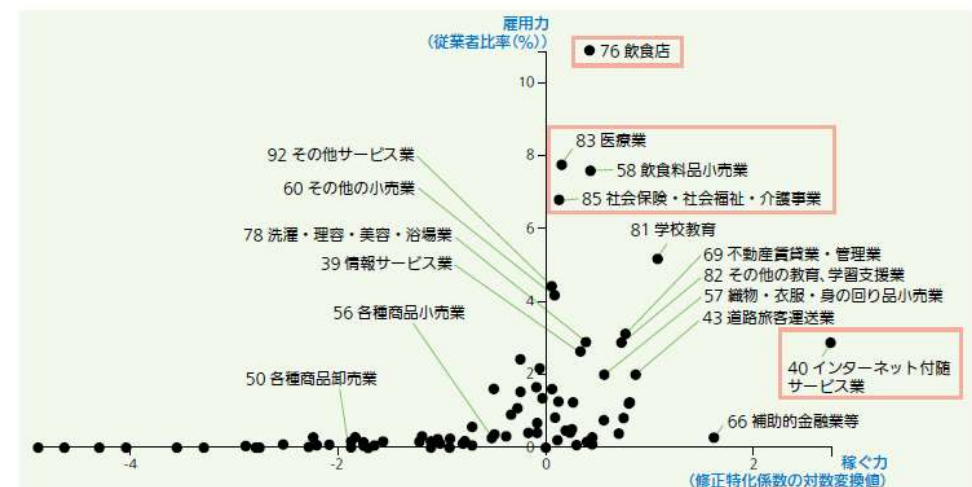 雇用力
（従業者比率（%））
76 飲食店
10
83 医療業
92 その他サービス業
8
58 飲食料品小売業
60 その他の小売業
85 社会保険・社会福祉・介護事業
6
81 学校教育
78 洗濯・理容・美容・浴場業
69 不動産賃貸業・管理業
39 情報サービス業
82 その他の教育、学習支援業
57 織物・衣服・身の回り品小売業
4
56 各種商品小売業
43 道路旅客運送業
40 インターネット付随
サービス業
2
50 各種商品卸売業
66 補助的金融業等
-4
-2
0
2
稼ぐ力
（修正特化係数の対数変換値）